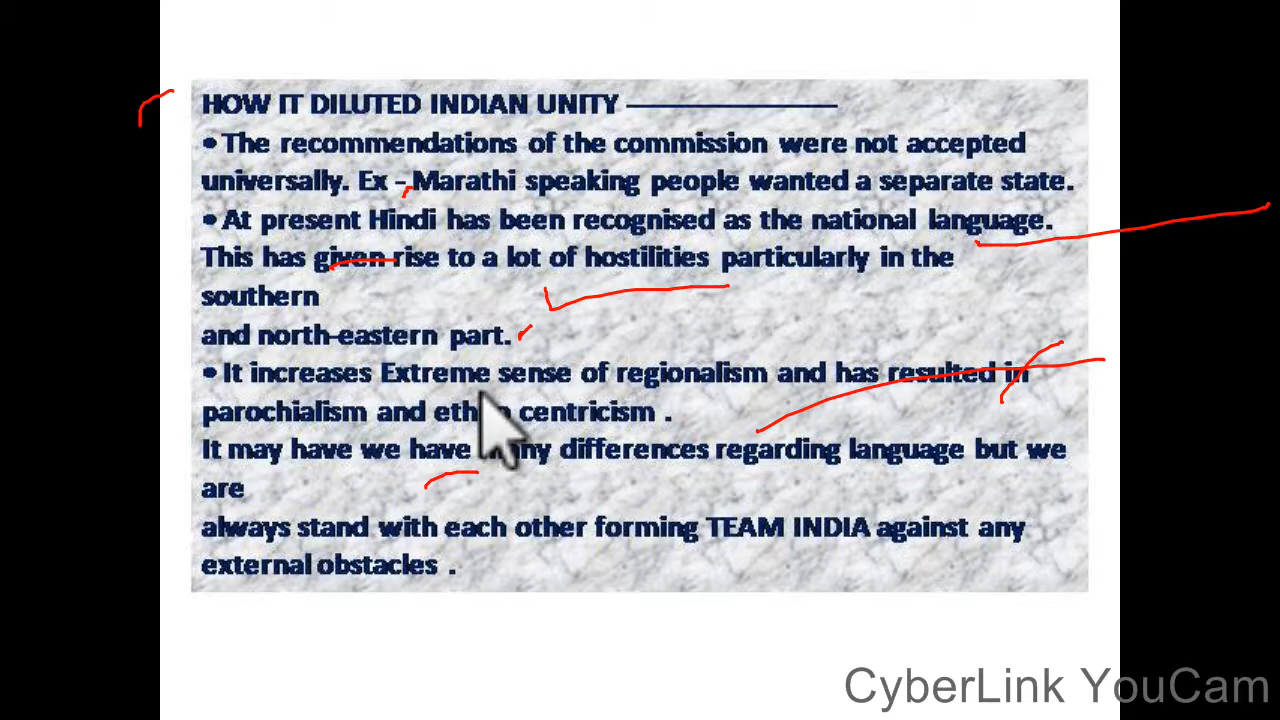 HOW IT DILUTED INDIAN UNITY ——————
•The recommendations of the commission were not accepted
universally. Ex - Marathi speaking people wanted a separate state.
•At present Hindi has been recognised as the national language.
This has given rise to a lot of hostilities particularly in the
southern
and north-eastern part.
•It increases Extreme sense of regionalism and has resulted in
parochialism and centricism .
It may have we have differences regarding language but we
are
always stand with each other forming TEAM INDIA against any
external obstacles .
CyberLink YouCam